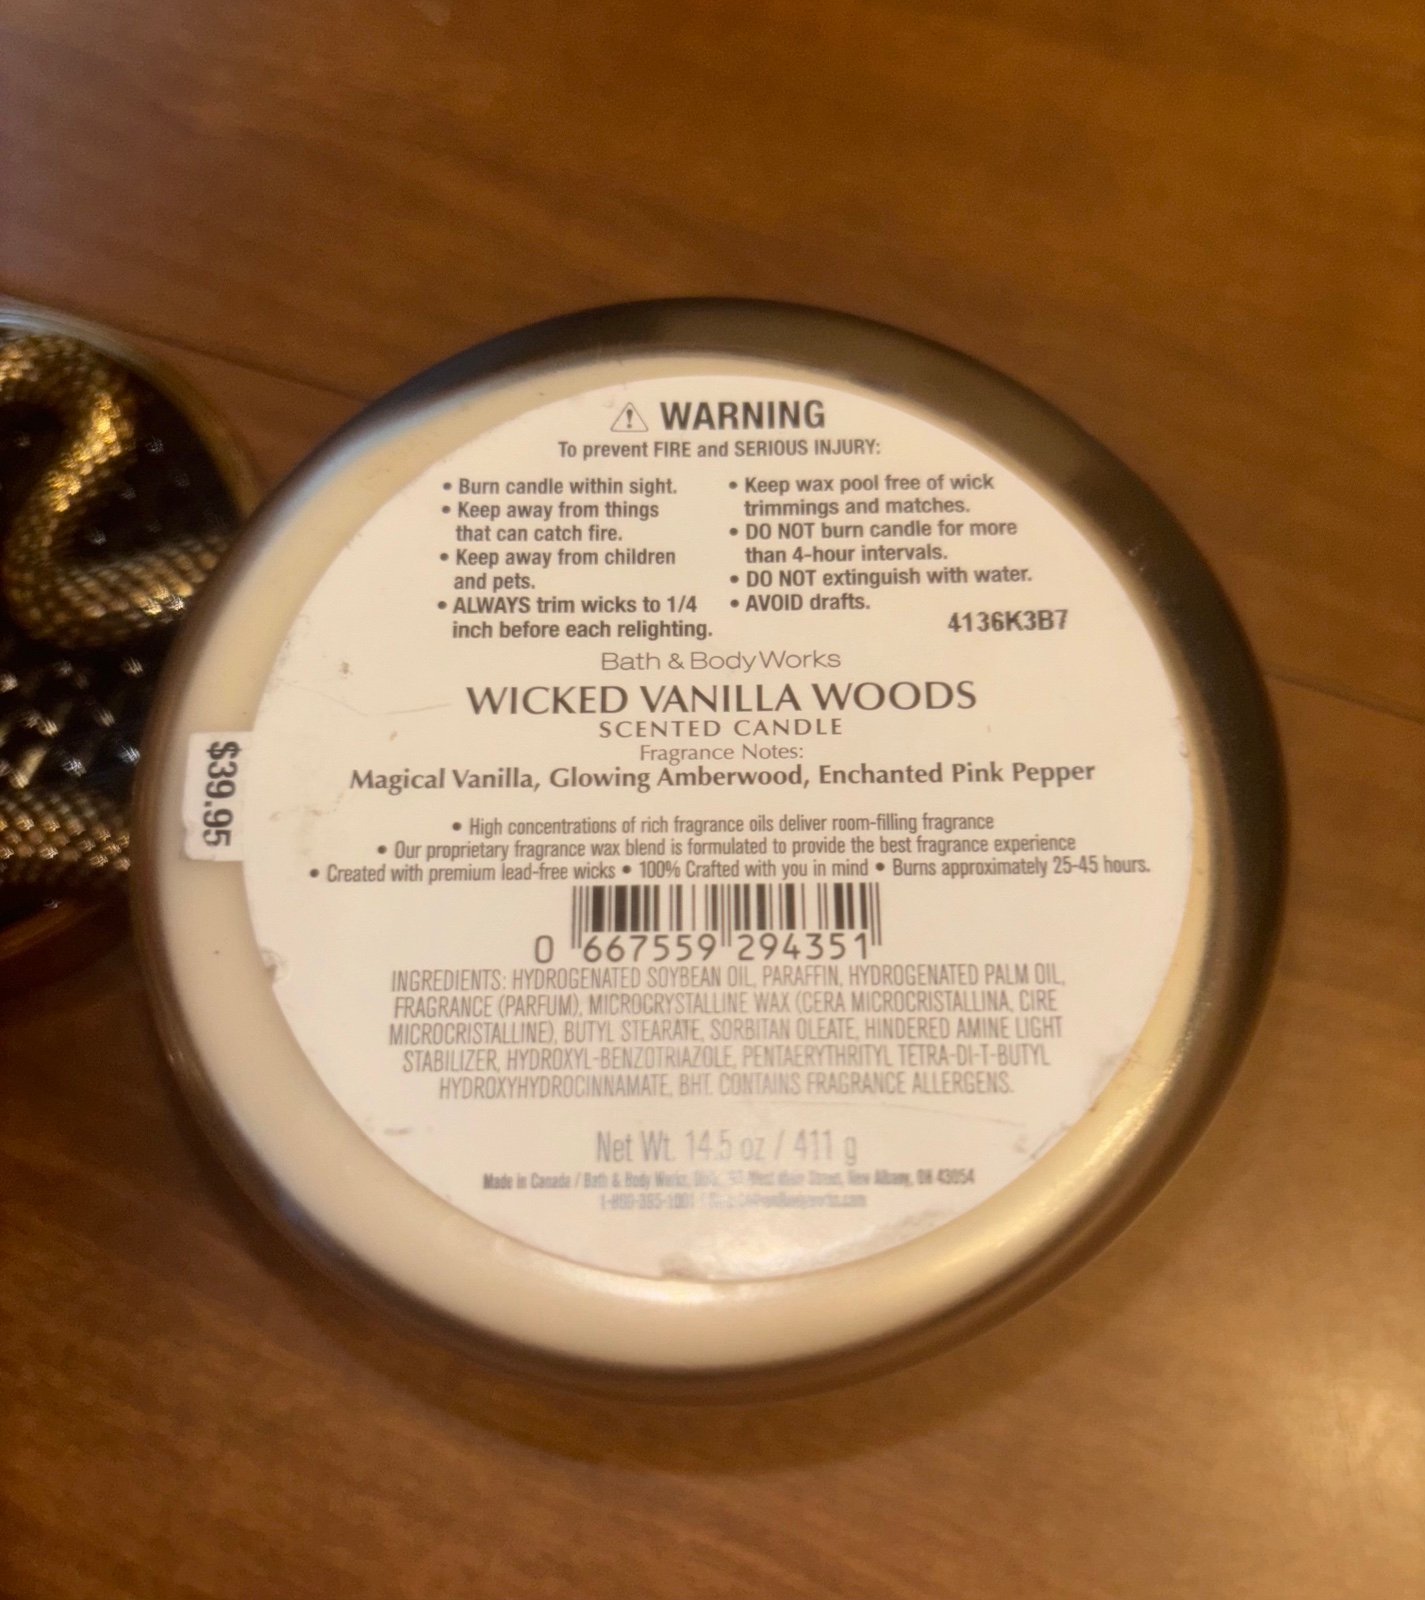 WARNING
To prevent FIRE and SERIOUS INJURY:
• Burn candle within sight.
• Keep away from things
that can catch fire.
• Keep away from children
and pets.
• ALWAYS trim wicks to 1/4
inch before each relighting.
• Keep wax pool free of wick
trimmings and matches.
• DO NOT burn candle for more
than 4-hour intervals.
• DO NOT extinguish with water.
• AVOID drafts.
4136K3B7
Bath & Body Works
WICKED VANILLA WOODS
SCENTED CANDLE
Fragrance Notes:
Magical Vanilla, Glowing Amberwood, Enchanted Pink Pepper
$39.95
• High concentrations of rich fragrance oils deliver room-filling fragrance
• Our proprietary fragrance wax blend is formulated to provide the best fragrance experience
• Created with premium lead-free wicks • 100% Crafted with you in mind • Burns approximately 25-45 hours.
0 667559 294351
INGREDIENTS: HYDROGENATED SOYBEAN OIL, PARAFFIN, HYDROGENATED PALM OIL,
FRAGRANCE (PARFUM), MICROCRYSTALLINE WAX (CERA MICROCRISTALLINA, CIRE
MICROCRISTALLINE), BUTYL STEARATE, SORBITAN OLEATE, HINDERED AMINE LIGHT
STABILIZER, HYDROXYL-BENZOTRIAZOLE, PENTAERYTHRITYL TETRA-DI-T-BUTYL
HYDROXYHYDROCINNAMATE, BHT. CONTAINS FRAGRANCE ALLERGENS.
Net Wt. 14.5 oz / 411 g
Made in Canada / Bath & Body Works, West Main Street, New Albany, OH 43054